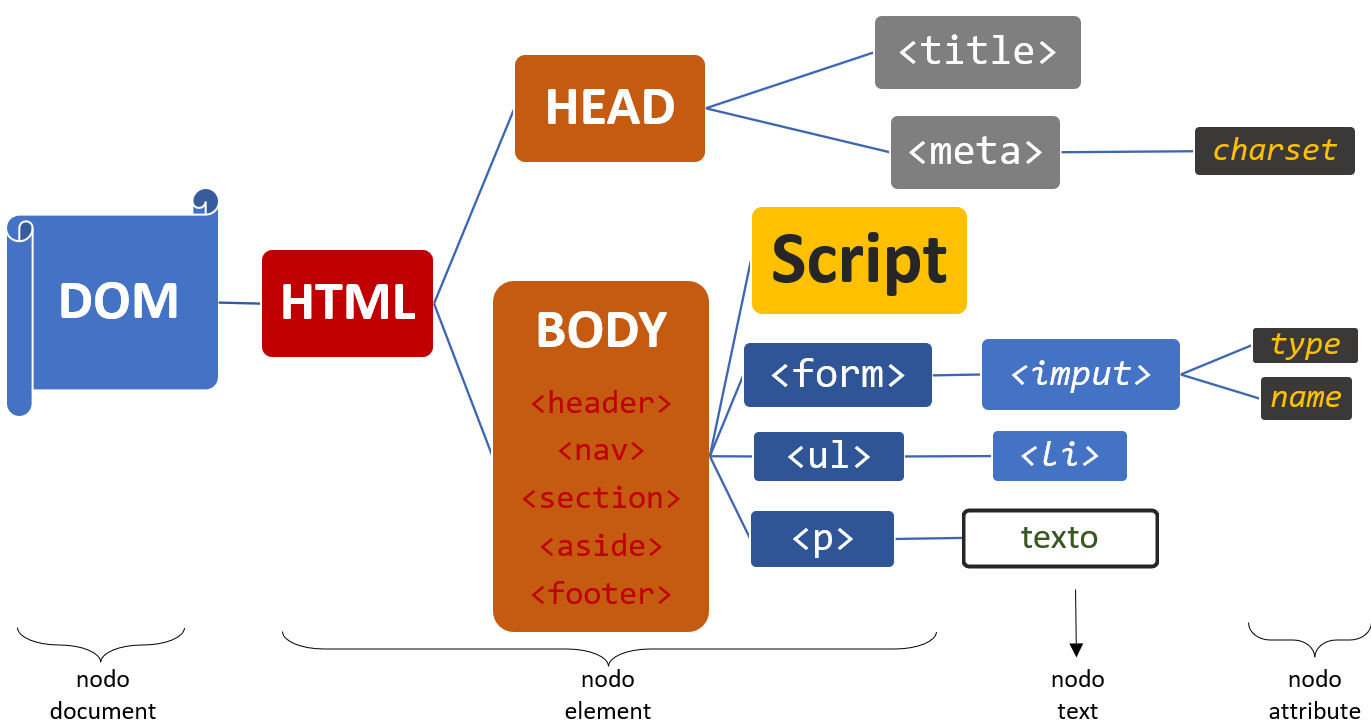 <title>
HEAD
<meta>
charset
Script
DOM
HTML
BODY
<header>
<nav>
<section>
<aside>
<footer>
<form>
<imput>
type
name
<ul>
<li>
<p>
texto
nodo
document
nodo
element
nodo
text
nodo
attribute